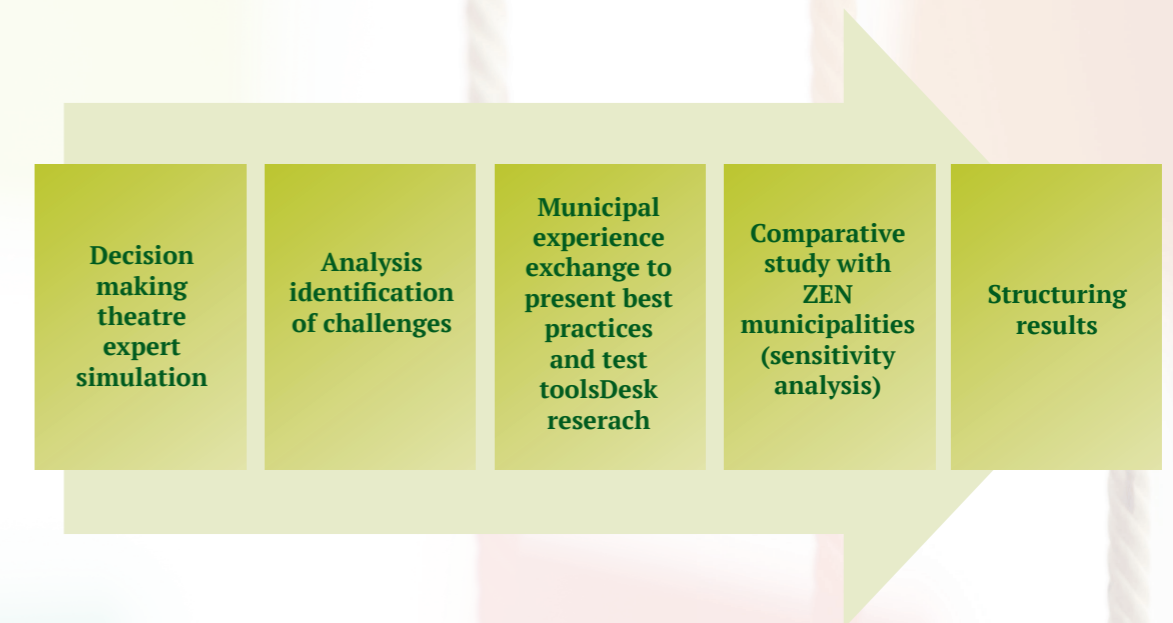 Decision
making
theatre
expert
simulation
Analysis
identification
of challenges
Municipal
experience
exchange to
present best
practices
and test
toolsDesk
reserach
Comparative
study with
ZEN
municipalities
(sensitivity
analysis)
Structuring
results